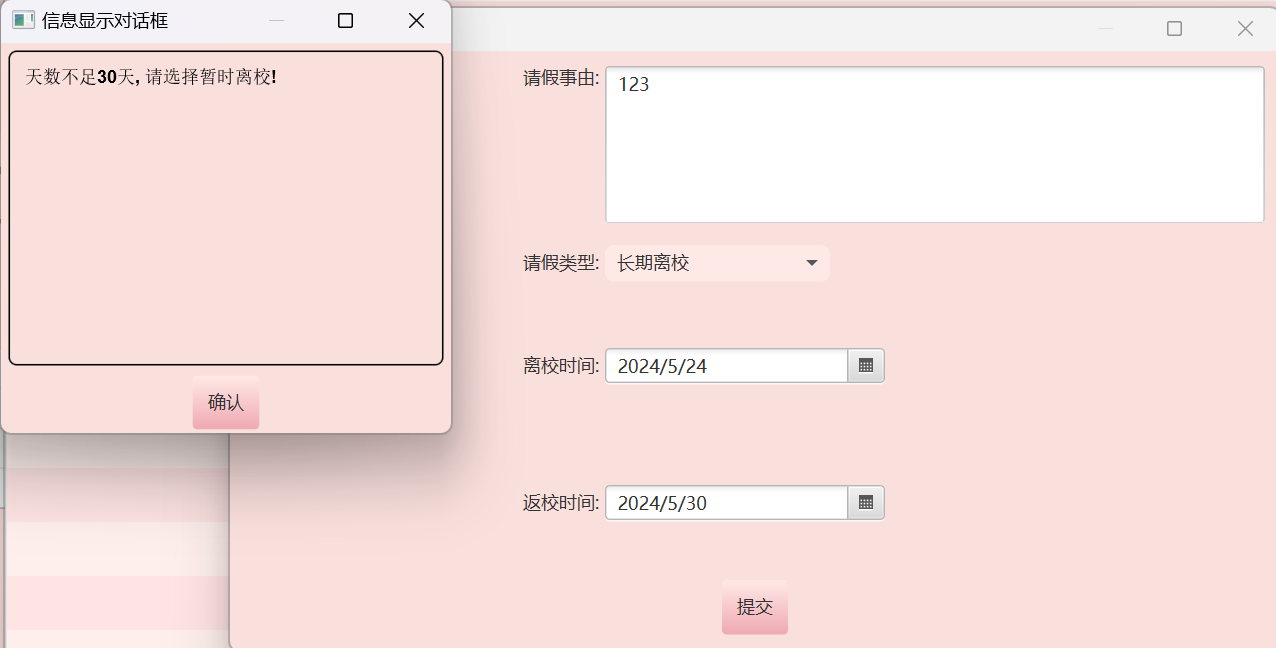 信息显示对话框
天数不足30天, 请选择暂时离校!
确认
请假事由:
123
请假类型:
长期离校
离校时间:
2024/5/24
返校时间:
2024/5/30
提交